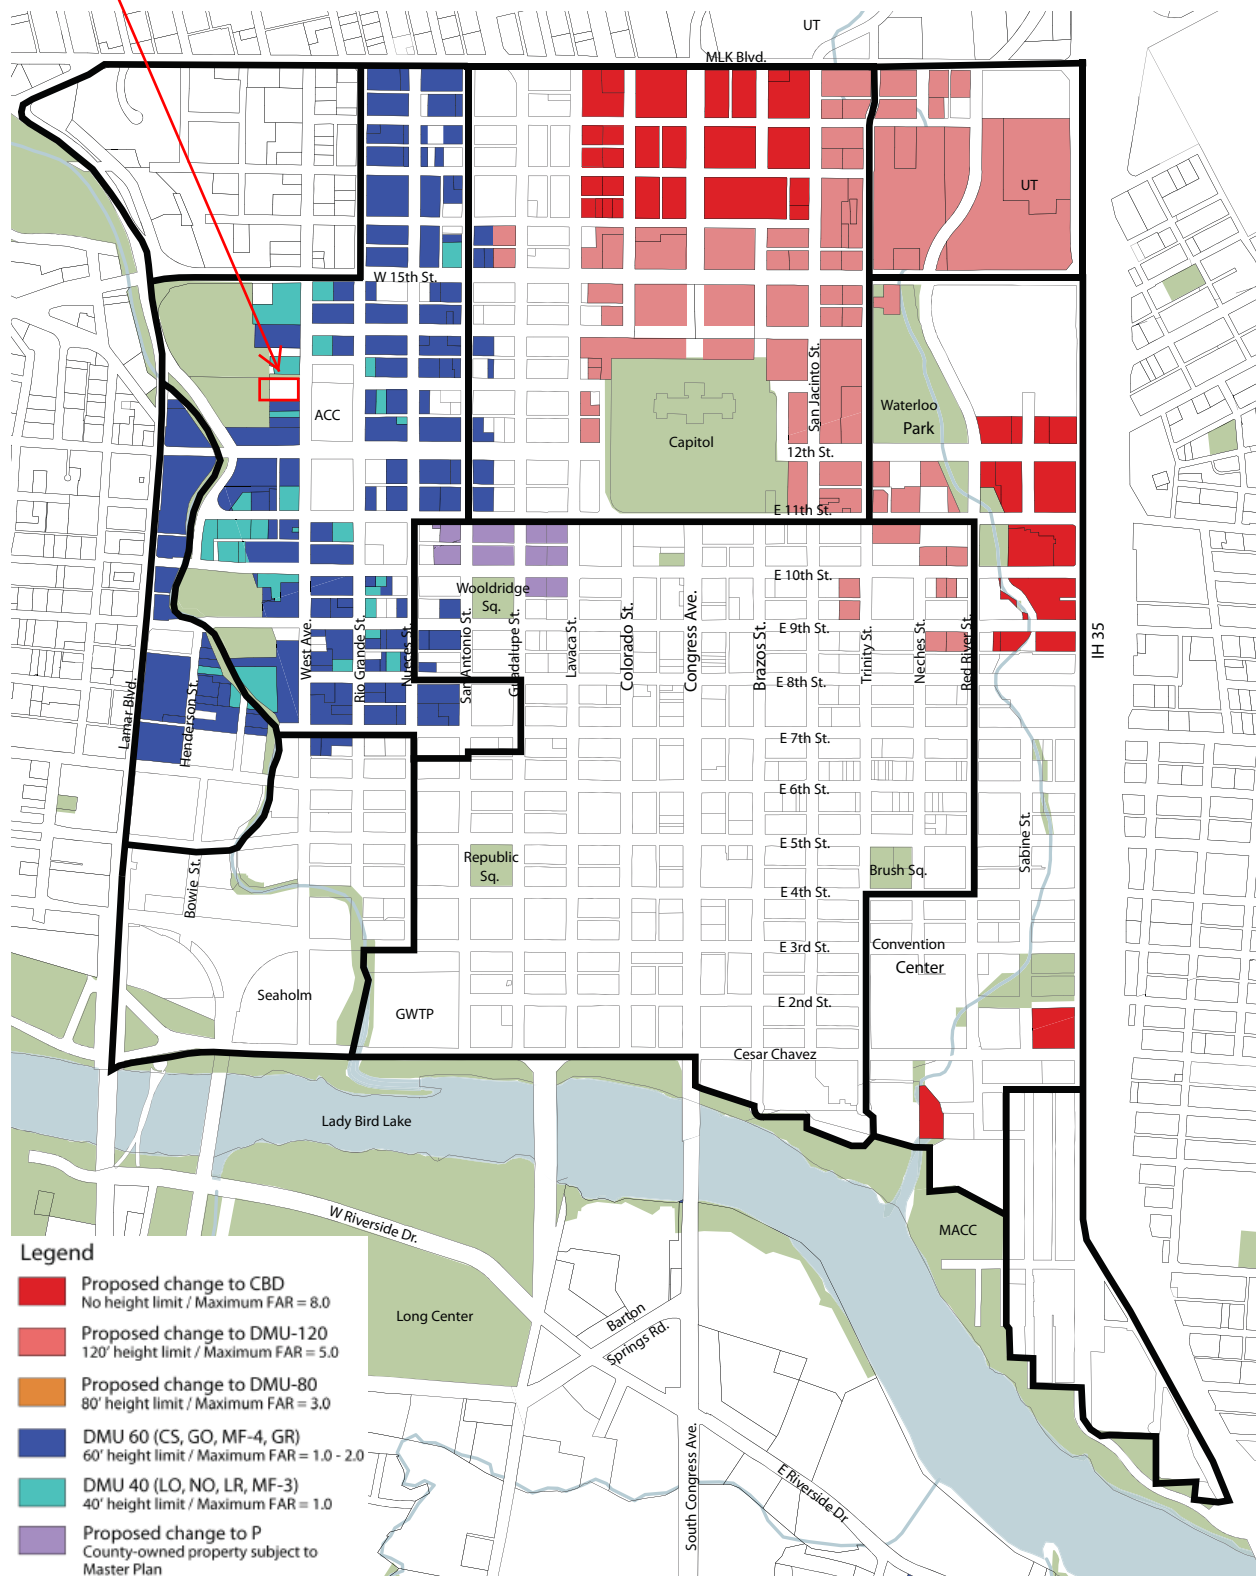 UT
MLK Blvd.
UT
W 15th St.
San Jacinto St.
Waterloo
Park
ACC
Capitol
12th St.
E 11th St.
E 10th St.
Wooldridge
Sq.
E 9th St.
West Ave.
Rio Grande St.
Nueces St.
San Antonio St.
Guadalupe St.
Lavaca St.
Colorado St.
Congress Ave.
Brazos St.
Trinity St.
Neches St.
Red River St.
IH 35
E 8th St.
Lamar Blvd.
Henderson St.
E 7th St.
E 6th St.
E 5th St.
Sabine St.
Republic
Sq.
Brush Sq.
Bowie St.
E 4th St.
E 3rd St.
Convention
Center
Seaholm
GWTP
E 2nd St.
Cesar Chavez
Lady Bird Lake
W Riverside Dr.
MACC
Long Center
Barton
Springs Rd.
South Congress Ave.
E Riverside Dr
Legend
Proposed change to CBD
No height limit / Maximum FAR = 8.0
Proposed change to DMU-120
120' height limit / Maximum FAR = 5.0
Proposed change to DMU-80
80' height limit / Maximum FAR = 3.0
DMU 60 (CS, GO, MF-4, GR)
60' height limit / Maximum FAR = 1.0 - 2.0
DMU 40 (LO, NO, LR, MF-3)
40' height limit / Maximum FAR = 1.0
Proposed change to P
County-owned property subject to
Master Plan